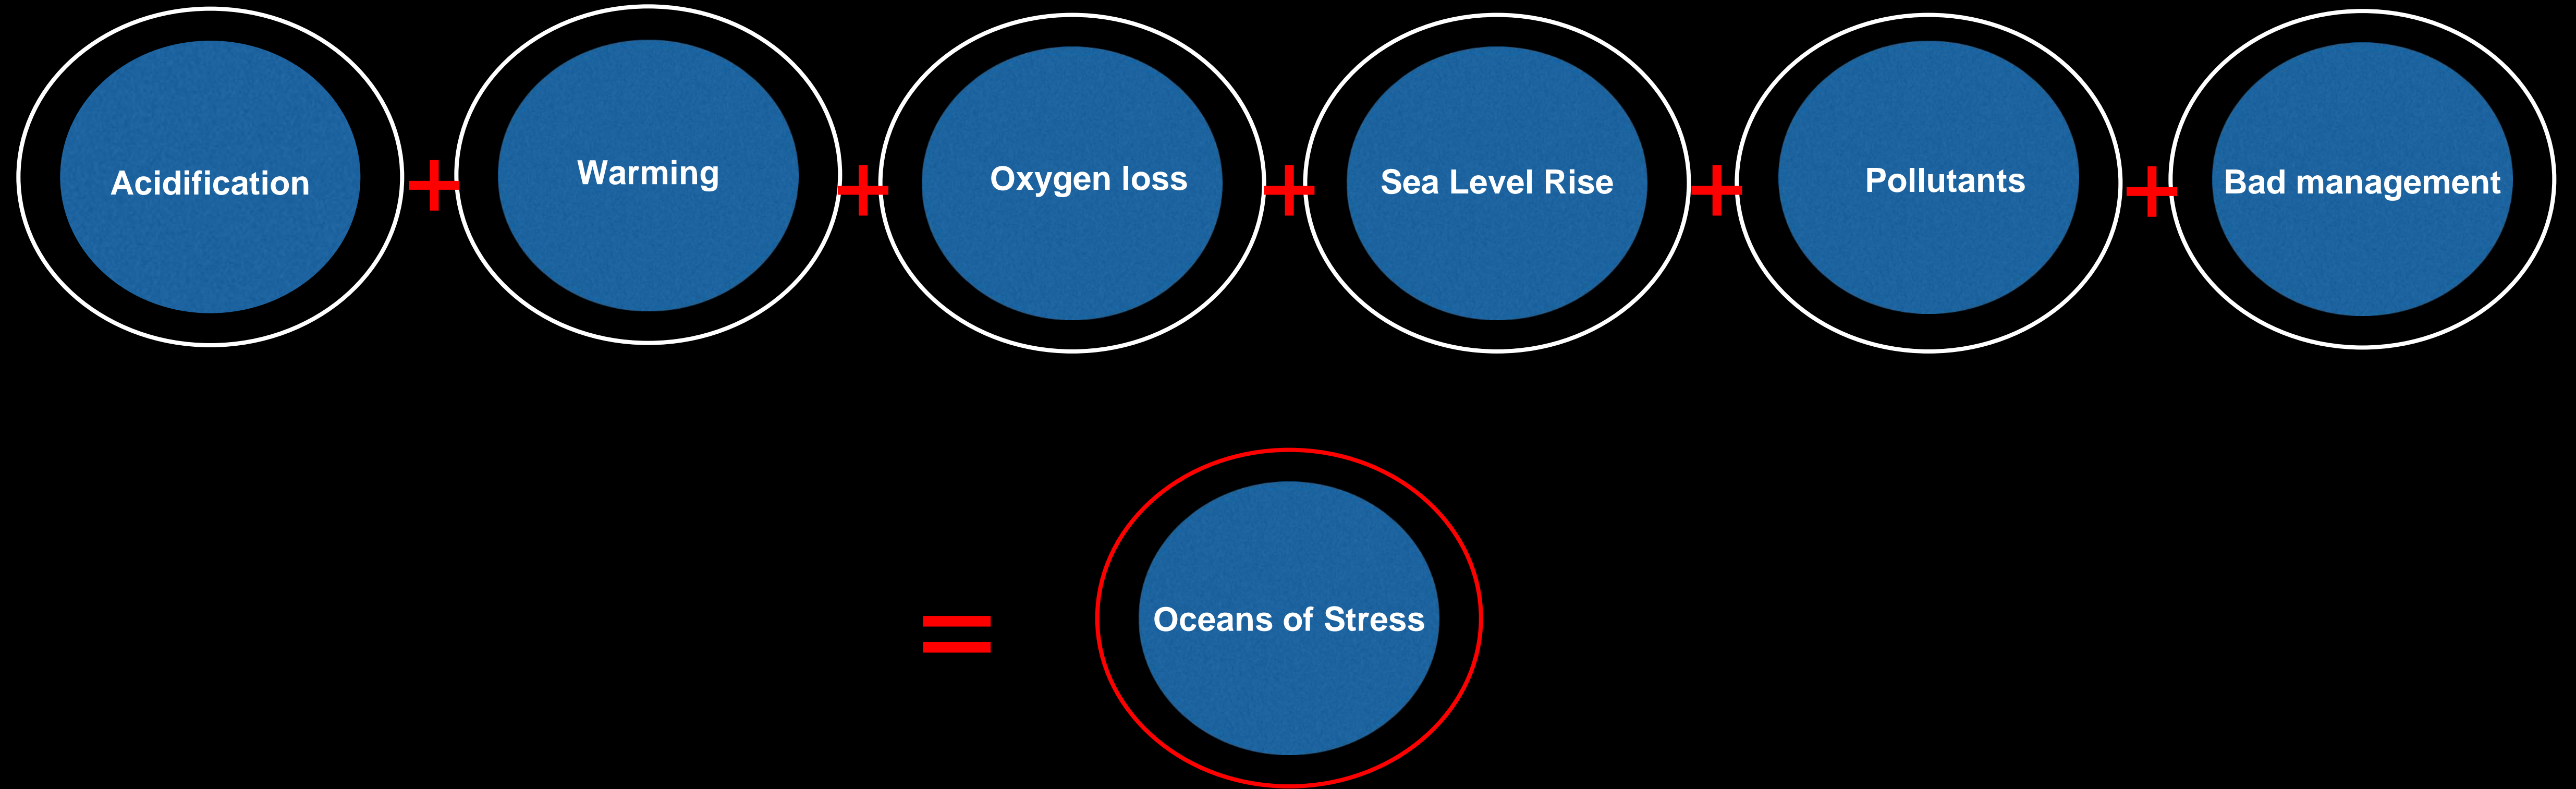 Acidification + Warming + Oxygen loss + Sea Level Rise + Pollutants + Bad management
= Oceans of Stress